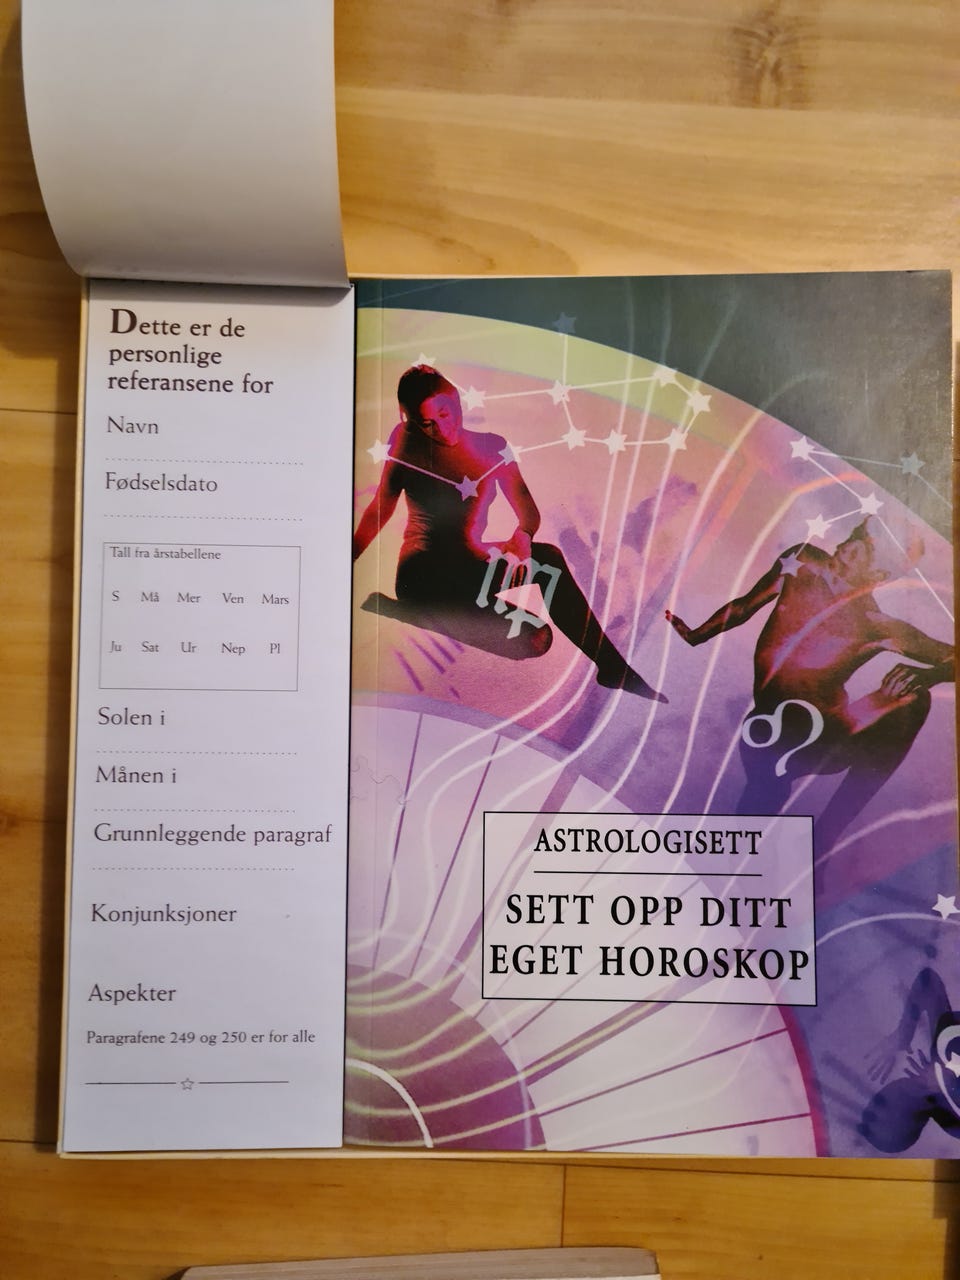 Dette er de
personlige
referansene for
Navn
Fødselsdato
Tall fra årstabellene
S Må Mer Ven Mars
Ju Sat Ur Nep Pl
Solen i
Månen i
Grunnleggende paragraf
Konjunksjoner
Aspekter
Paragrafene 249 og 250 er for alle
ASTROLOGISETT
SETT OPP DITT
EGET HOROSKOP